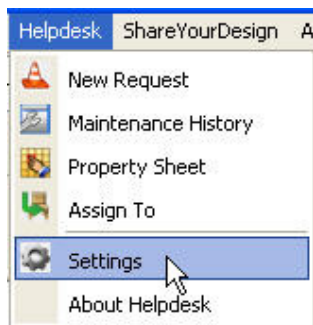 Helpdesk ShareYourDesign A
New Request
Maintenance History
Property Sheet
Assign To
Settings
About Helpdesk